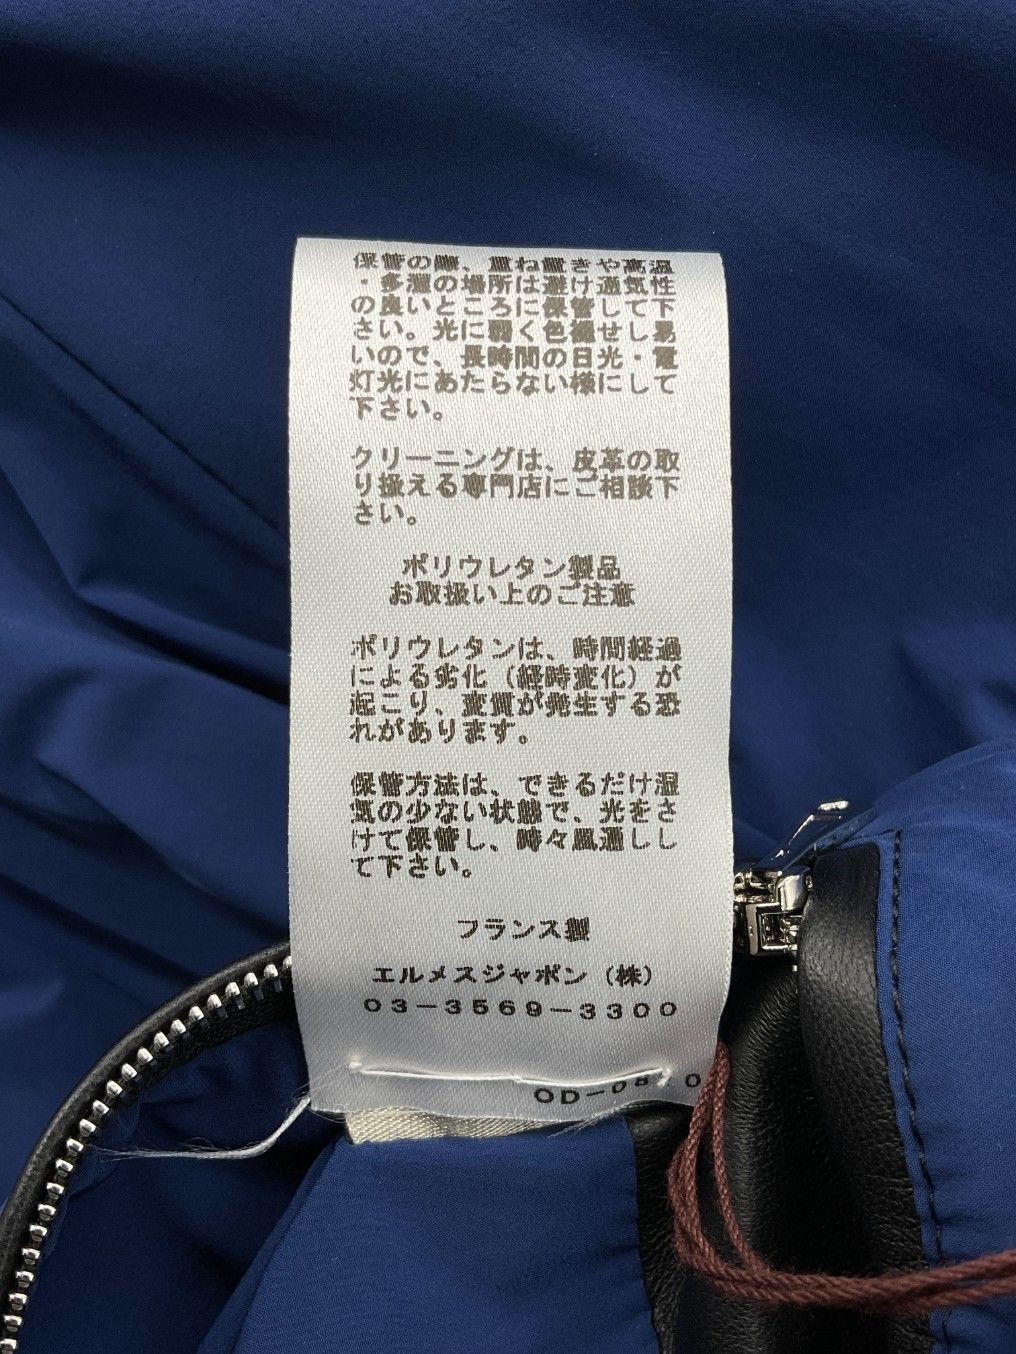 保管の際、重ね置きや高温
・多湿の場所は避け通気性
の良いところに保管して下
さい。光に弱く色褪せし易
いので、長時間の日光・電
灯光にあたらない様にして
下さい。
クリーニングは、皮革の取
り扱える専門店にご相談下
さい。
ポリウレタン製品
お取扱い上のご注意
ポリウレタンは、時間経過
による劣化（経時変化）が
起こり、変質が発生する恐
れがあります。
保管方法は、できるだけ湿
気の少ない状態で、光をさ
けて保管し、時々風通しし
て下さい。
フランス製
エルメスジャポン（株）
03-3569-3300